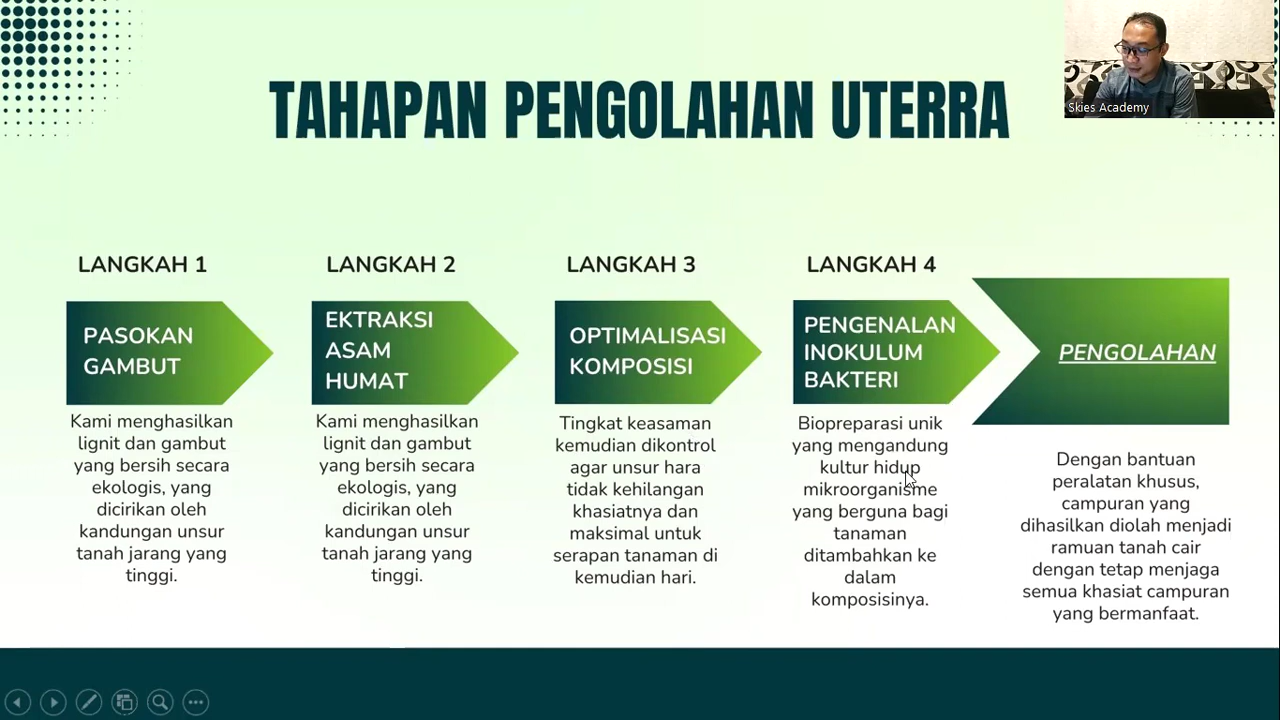 Skies Academy
TAHAPAN PENGOLAHAN UTERRA
LANGKAH 1
PASOKAN
GAMBUT
Kami menghasilkan
lignit dan gambut
yang bersih secara
ekologis, yang
dicirikan oleh
kandungan unsur
tanah jarang yang
tinggi.
LANGKAH 2
EKTRAKSI
ASAM
HUMAT
Kami menghasilkan
lignit dan gambut
yang bersih secara
ekologis, yang
dicirikan oleh
kandungan unsur
tanah jarang yang
tinggi.
LANGKAH 3
OPTIMALISASI
KOMPOSISI
Tingkat keasaman
kemudian dikontrol
agar unsur hara
tidak kehilangan
khasiatnya dan
maksimal untuk
serapan tanaman di
kemudian hari.
LANGKAH 4
PENGENALAN
INOKULUM
BAKTERI
Biopreparasi unik
yang mengandung
kultur hidup
mikroorganisme
yang berguna bagi
tanaman
ditambahkan ke
dalam
komposisinya.
PENGOLAHAN
Dengan bantuan
peralatan khusus,
campuran yang
dihasilkan diolah menjadi
ramuan tanah cair
dengan tetap menjaga
semua khasiat campuran
yang bermanfaat.